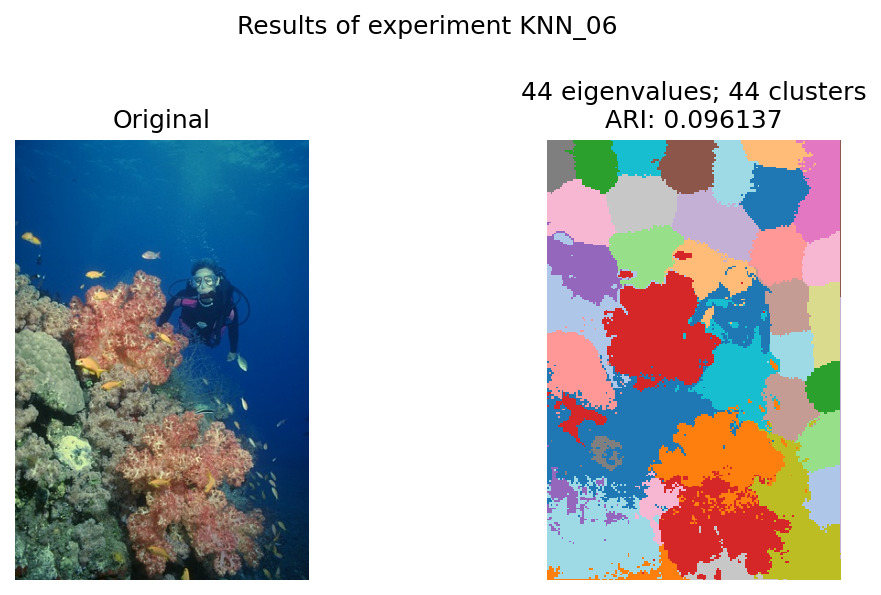 Results of experiment KNN_06
Original
44 eigenvalues; 44 clusters
ARI: 0.096137